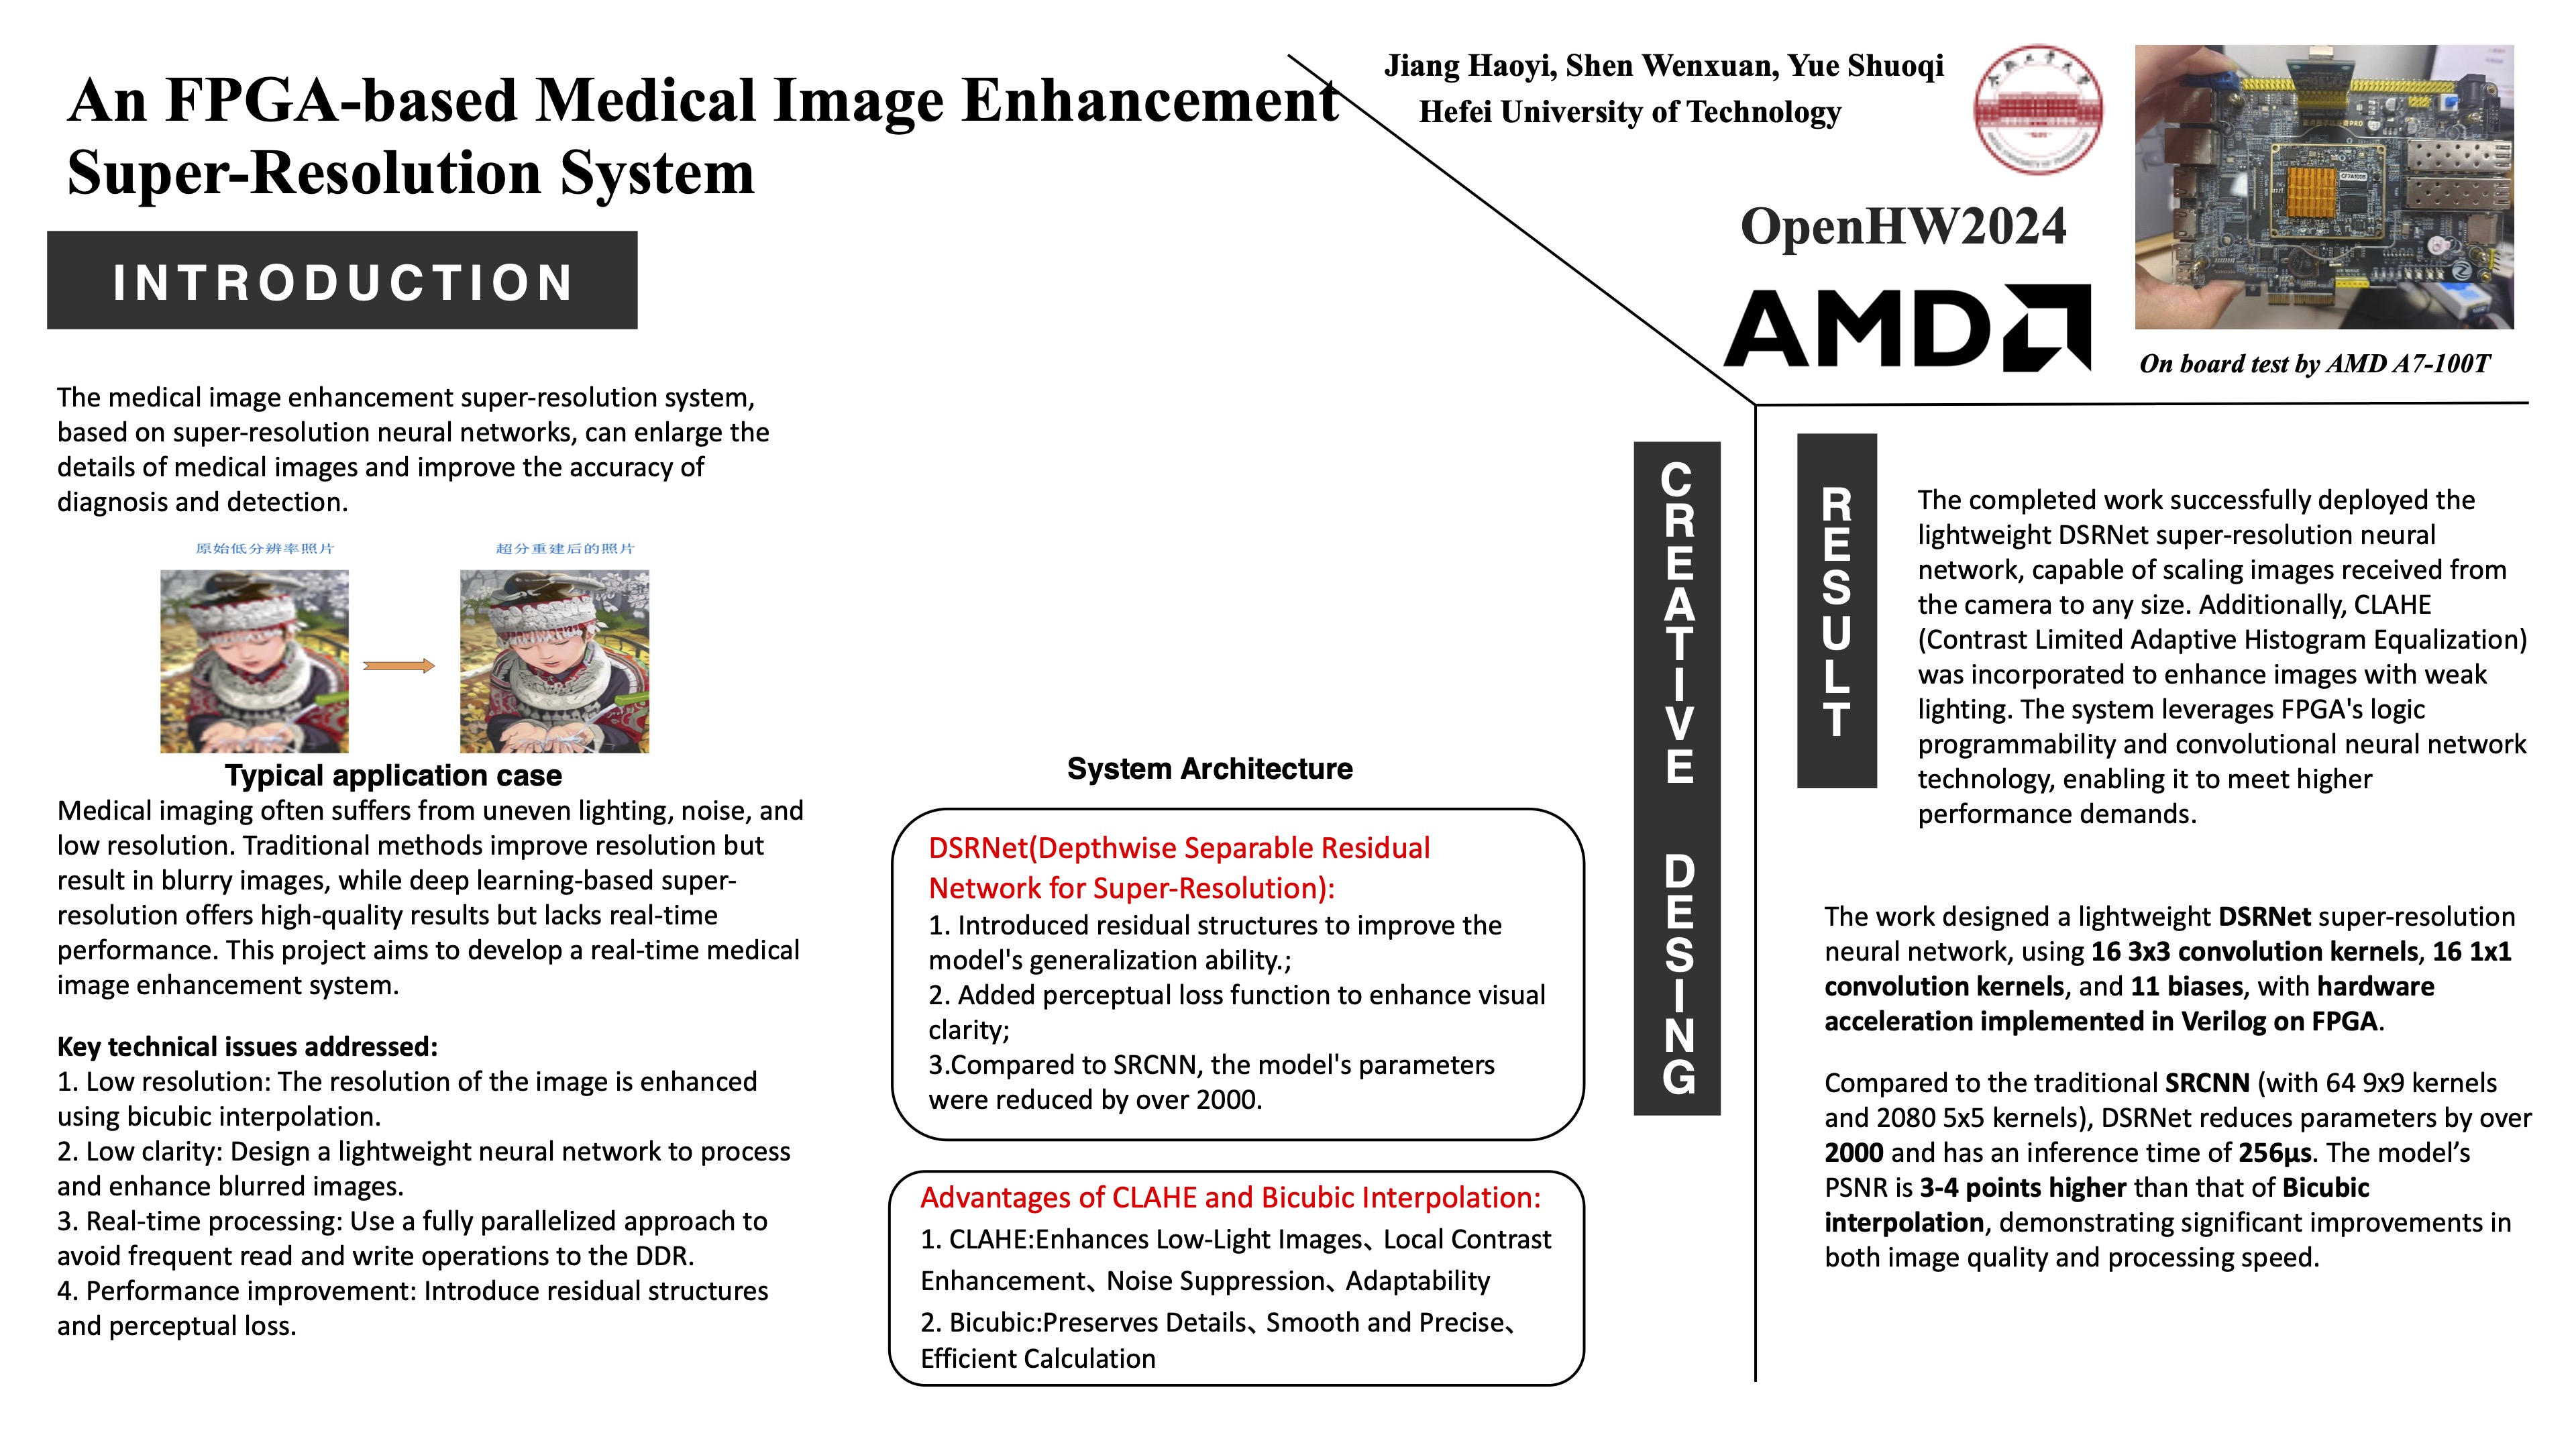 An FPGA-based Medical Image Enhancement
Super-Resolution System
Jiang Haoyi, Shen Wenxuan, Yue Shuoqi
Hefei University of Technology
OpenHW2024
AMD
On board test by AMD A7-100T
INTRODUCTION
The medical image enhancement super-resolution system,
based on super-resolution neural networks, can enlarge the
details of medical images and improve the accuracy of
diagnosis and detection.
原始低分辨率照片
超分重建后的照片
Typical application case
Medical imaging often suffers from uneven lighting, noise, and
low resolution. Traditional methods improve resolution but
result in blurry images, while deep learning-based super-
resolution offers high-quality results but lacks real-time
performance. This project aims to develop a real-time medical
image enhancement system.
Key technical issues addressed:
1. Low resolution: The resolution of the image is enhanced
using bicubic interpolation.
2. Low clarity: Design a lightweight neural network to process
and enhance blurred images.
3. Real-time processing: Use a fully parallelized approach to
avoid frequent read and write operations to the DDR.
4. Performance improvement: Introduce residual structures
and perceptual loss.
System Architecture
DSRNet(Depthwise Separable Residual
Network for Super-Resolution):
1. Introduced residual structures to improve the
model's generalization ability.;
2. Added perceptual loss function to enhance visual
clarity;
3.Compared to SRCNN, the model's parameters
were reduced by over 2000.
Advantages of CLAHE and Bicubic Interpolation:
1. CLAHE:Enhances Low-Light Images、Local Contrast
Enhancement、Noise Suppression、Adaptability
2. Bicubic:Preserves Details、Smooth and Precise、
Efficient Calculation
CREATIVE DESING
RESULT
The completed work successfully deployed the
lightweight DSRNet super-resolution neural
network, capable of scaling images received from
the camera to any size. Additionally, CLAHE
(Contrast Limited Adaptive Histogram Equalization)
was incorporated to enhance images with weak
lighting. The system leverages FPGA's logic
programmability and convolutional neural network
technology, enabling it to meet higher
performance demands.
The work designed a lightweight DSRNet super-resolution
neural network, using 16 3x3 convolution kernels, 16 1x1
convolution kernels, and 11 biases, with hardware
acceleration implemented in Verilog on FPGA.
Compared to the traditional SRCNN (with 64 9x9 kernels
and 2080 5x5 kernels), DSRNet reduces parameters by over
2000 and has an inference time of 256μs. The model’s
PSNR is 3-4 points higher than that of Bicubic
interpolation, demonstrating significant improvements in
both image quality and processing speed.